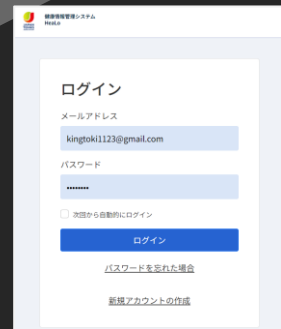 健康情報管理システム
HeaLo
ログイン
メールアドレス
kingtoki1123@gmail.com
パスワード
••••••••
次回から自動的にログイン
ログイン
パスワードを忘れた場合
新規アカウントの作成